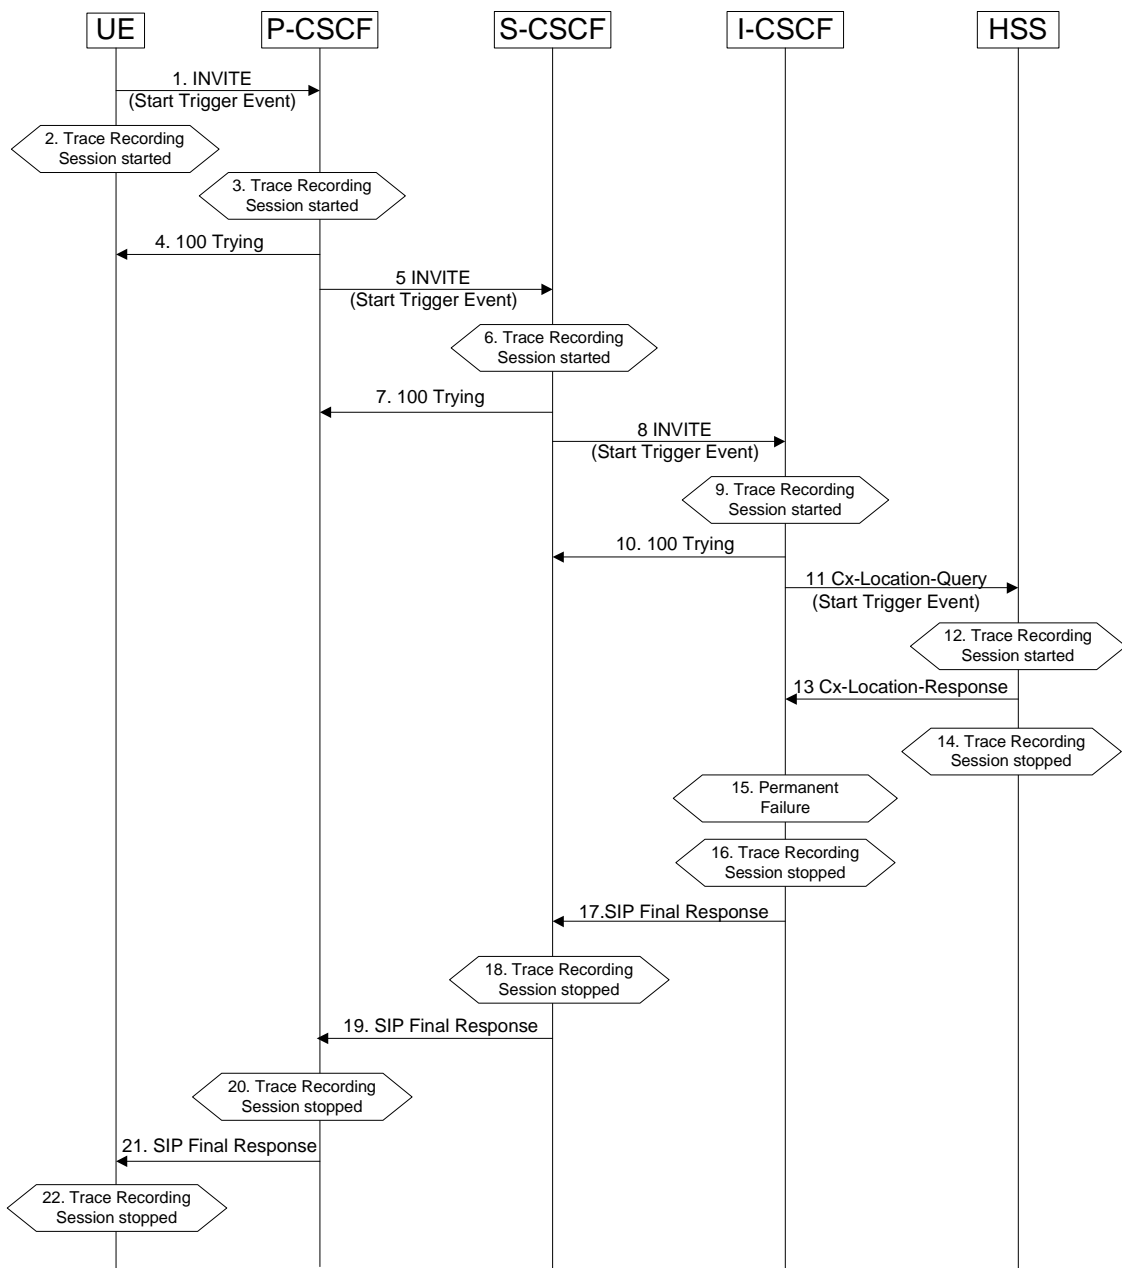 UE
P-CSCF
S-CSCF
I-CSCF
HSS
1. INVITE
(Start Trigger Event)
2. Trace Recording
Session started
3. Trace Recording
Session started
4. 100 Trying
5 INVITE
(Start Trigger Event)
6. Trace Recording
Session started
7. 100 Trying
8 INVITE
(Start Trigger Event)
9. Trace Recording
Session started
10. 100 Trying
11 Cx-Location-Query
(Start Trigger Event)
12. Trace Recording
Session started
13 Cx-Location-Response
14. Trace Recording
Session stopped
15. Permanent
Failure
16. Trace Recording
Session stopped
17.SIP Final Response
18. Trace Recording
Session stopped
19. SIP Final Response
20. Trace Recording
Session stopped
21. SIP Final Response
22. Trace Recording
Session stopped